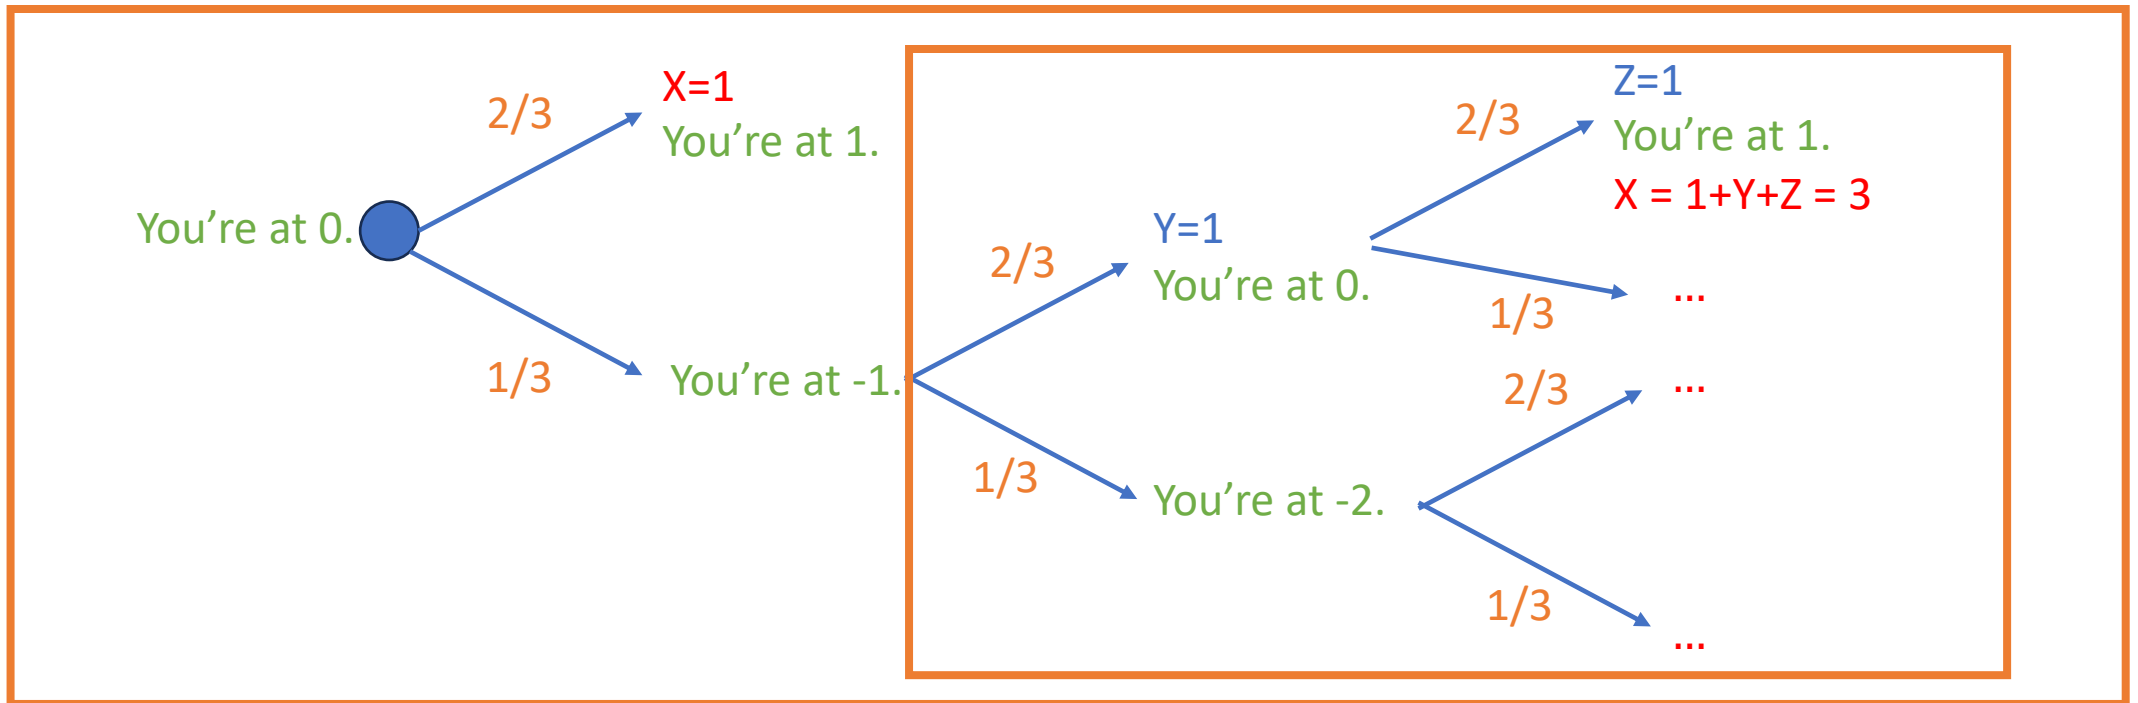 X=1
2/3
You're at 1.
You're at 0.
1/3
You're at -1.
2/3
Y=1
You're at 0.
1/3
You're at -2.
2/3
Z=1
You're at 1.
X = 1+Y+Z = 3
1/3
...
2/3
...
1/3
...